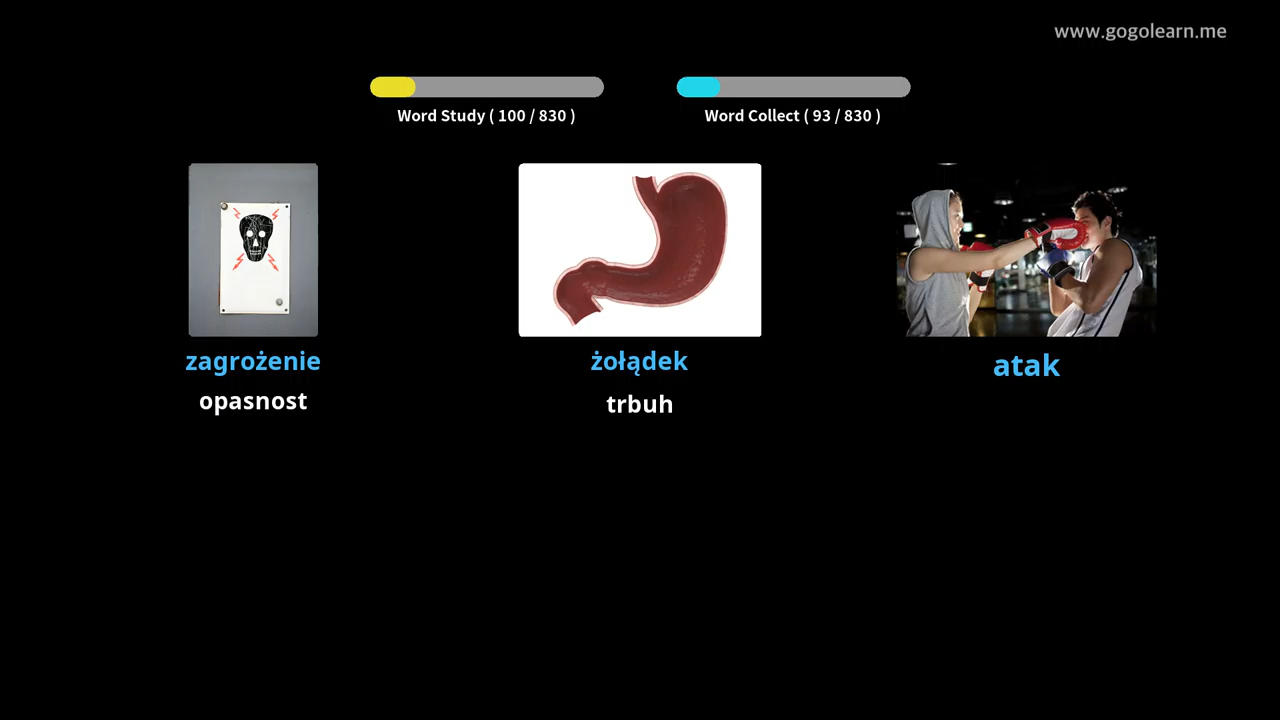 www.gogolearn.me
Word Study ( 100 / 830 )
Word Collect ( 93 / 830 )
zagrożenie
opasnost
żołądek
trbuh
atak